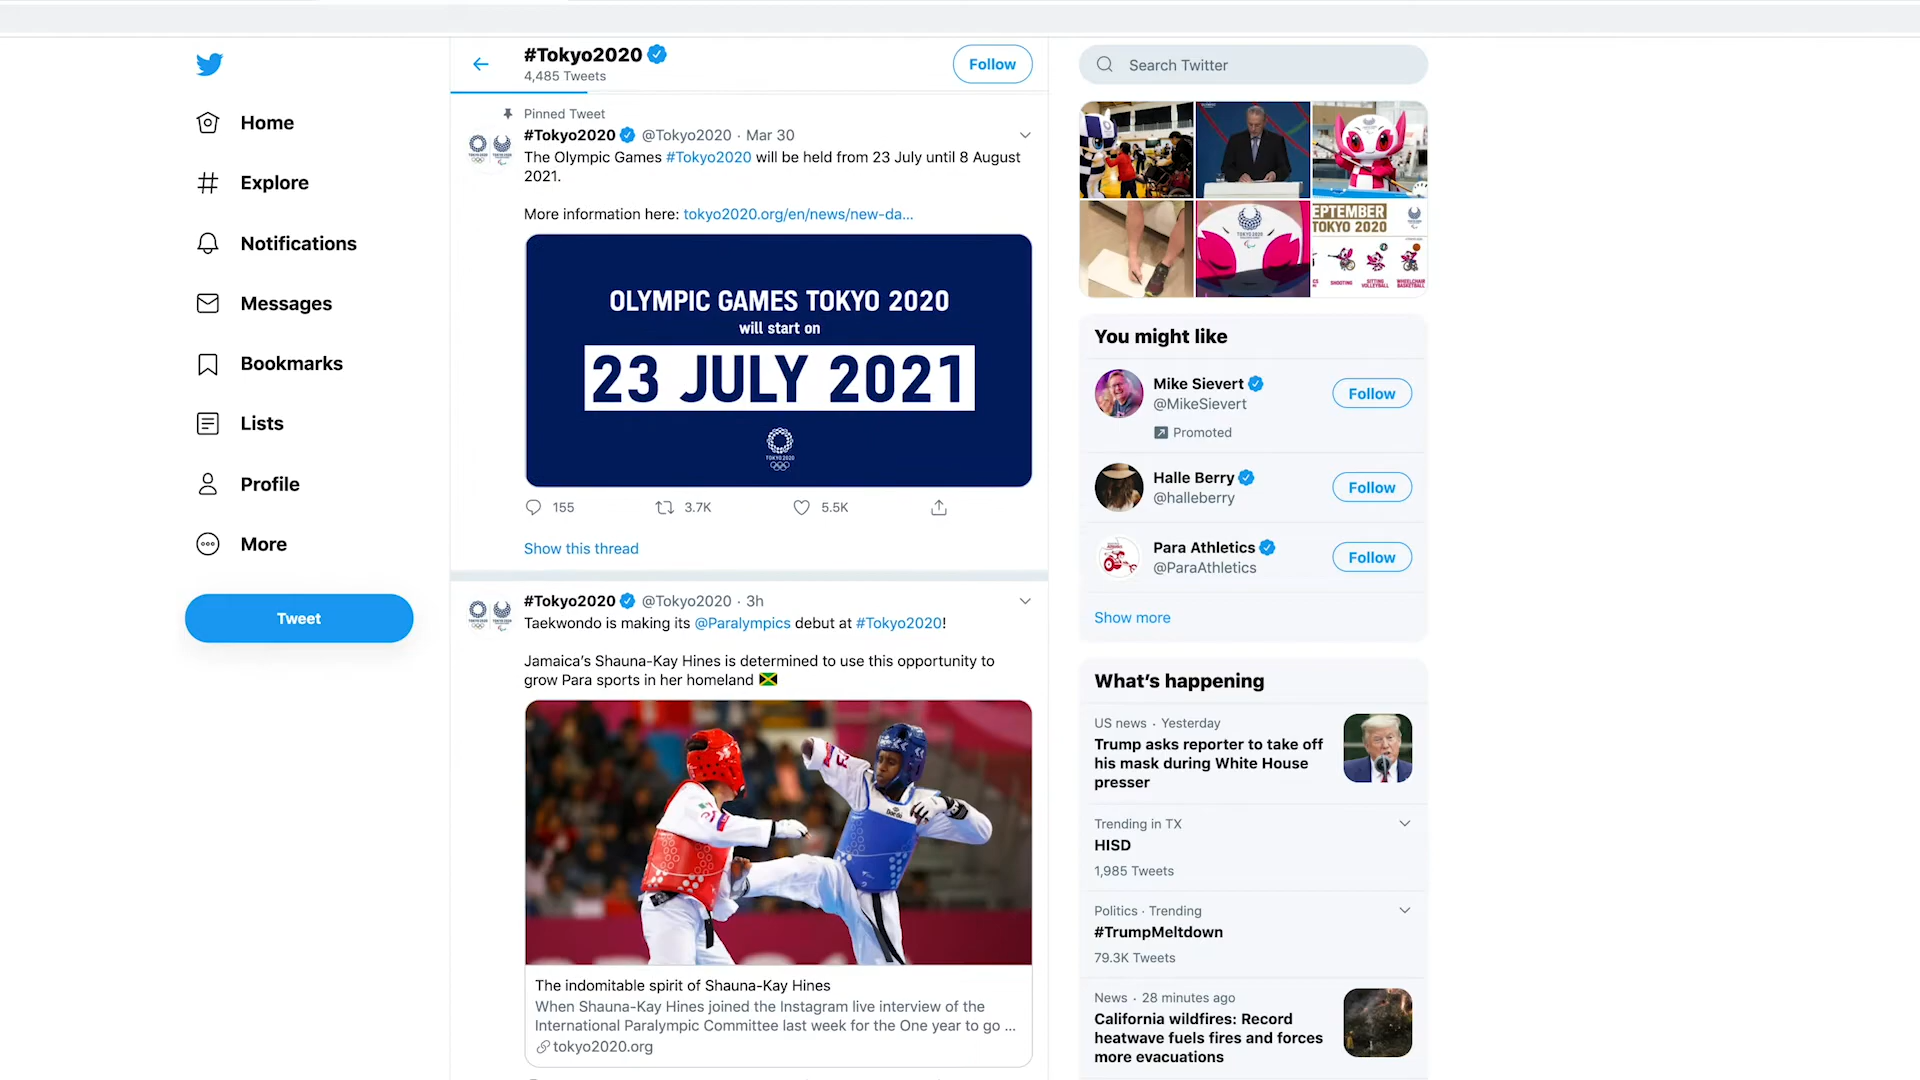 Home
Explore
Notifications
Messages
Bookmarks
Lists
Profile
More
Tweet
#Tokyo2020
4,485 Tweets
Follow
Pinned Tweet
#Tokyo2020 @Tokyo2020 · Mar 30
The Olympic Games #Tokyo2020 will be held from 23 July until 8 August
2021.
More information here: tokyo2020.org/en/news/new-da...
OLYMPIC GAMES TOKYO 2020
will start on
23 JULY 2021
TOKYO 2020
155
3.7K
5.5K
Show this thread
#Tokyo2020 @Tokyo2020 · 3h
Taekwondo is making its @Paralympics debut at #Tokyo2020!
Jamaica’s Shauna-Kay Hines is determined to use this opportunity to
grow Para sports in her homeland
The indomitable spirit of Shauna-Kay Hines
When Shauna-Kay Hines joined the Instagram live interview of the
International Paralympic Committee last week for the One year to go ...
tokyo2020.org
Search Twitter
TOKYO 2020
EPTEMBER
TOKYO 2020
SHOOTING
SITTING
VOLLEYBALL
WHEELCHAIR
BASKETBALL
You might like
Mike Sievert
@MikeSievert
Promoted
Follow
Halle Berry
@halleberry
Follow
Para Athletics
@ParaAthletics
Follow
Show more
What’s happening
US news · Yesterday
Trump asks reporter to take off
his mask during White House
presser
Trending in TX
HISD
1,985 Tweets
Politics · Trending
#TrumpMeltdown
79.3K Tweets
News · 28 minutes ago
California wildfires: Record
heatwave fuels fires and forces
more evacuations